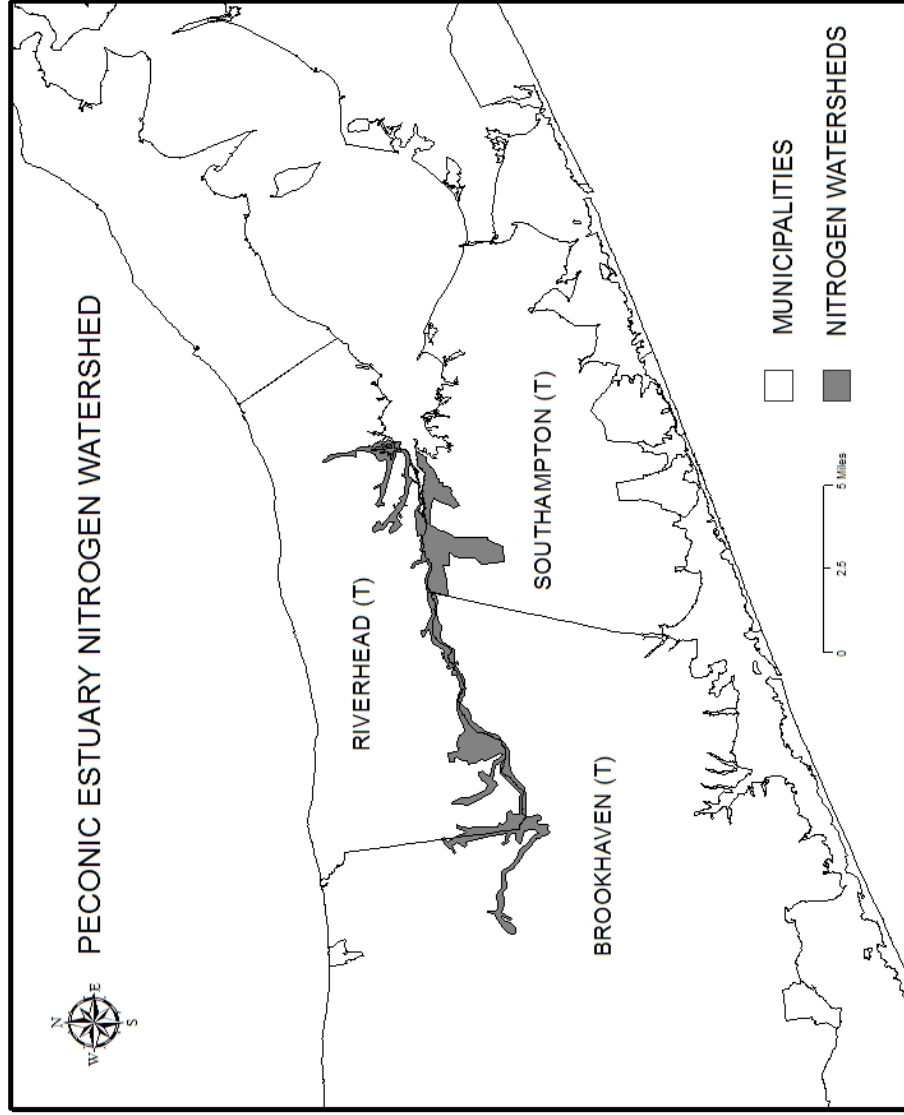 PECONIC ESTUARY NITROGEN WATERSHED
N
W
E
S
RIVERHEAD (T)
SOUTHAMPTON (T)
BROOKHAVEN (T)
MUNICIPALITIES
NITROGEN WATERSHEDS
0 2.5 5 Miles